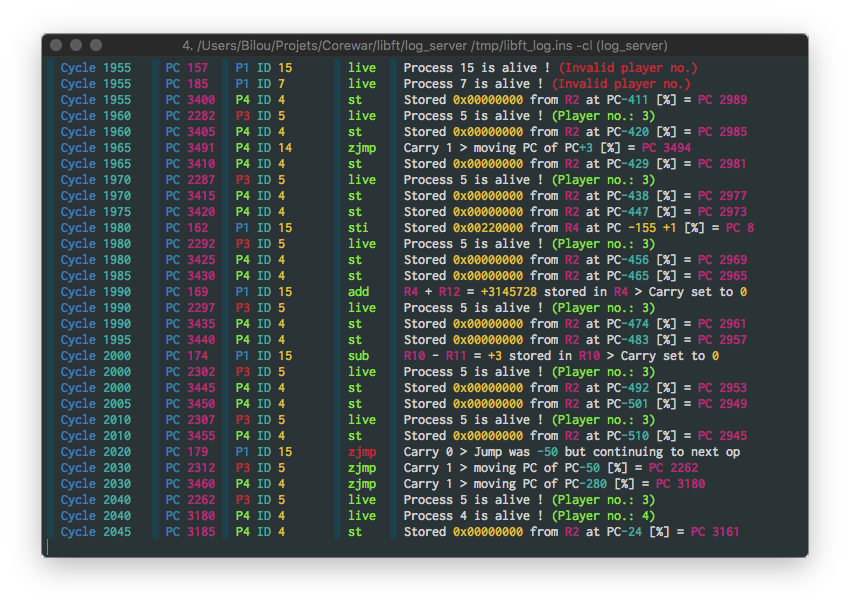 4. /Users/Bilou/Projets/Corewar/libft/log_server /tmp/libft_log.ins -cl (log_server)
Cycle 1955 PC 157 P1 ID 15 live Process 15 is alive ! (Invalid player no.)
Cycle 1955 PC 185 P1 ID 7 live Process 7 is alive ! (Invalid player no.)
Cycle 1955 PC 3400 P4 ID 4 st Stored 0x00000000 from R2 at PC-411 [%] = PC 2989
Cycle 1960 PC 2282 P3 ID 5 live Process 5 is alive ! (Player no.: 3)
Cycle 1960 PC 3405 P4 ID 4 st Stored 0x00000000 from R2 at PC-420 [%] = PC 2985
Cycle 1965 PC 3491 P4 ID 14 zjmp Carry 1 > moving PC of PC+3 [%] = PC 3494
Cycle 1965 PC 3410 P4 ID 4 st Stored 0x00000000 from R2 at PC-429 [%] = PC 2981
Cycle 1970 PC 2287 P3 ID 5 live Process 5 is alive ! (Player no.: 3)
Cycle 1970 PC 3415 P4 ID 4 st Stored 0x00000000 from R2 at PC-438 [%] = PC 2977
Cycle 1975 PC 3420 P4 ID 4 st Stored 0x00000000 from R2 at PC-447 [%] = PC 2973
Cycle 1980 PC 162 P1 ID 15 sti Stored 0x00220000 from R4 at PC -155 +1 [%] = PC 8
Cycle 1980 PC 2292 P3 ID 5 live Process 5 is alive ! (Player no.: 3)
Cycle 1980 PC 3425 P4 ID 4 st Stored 0x00000000 from R2 at PC-456 [%] = PC 2969
Cycle 1985 PC 3430 P4 ID 4 st Stored 0x00000000 from R2 at PC-465 [%] = PC 2965
Cycle 1990 PC 169 P1 ID 15 add R4 + R12 = +3145728 stored in R4 > Carry set to 0
Cycle 1990 PC 2297 P3 ID 5 live Process 5 is alive ! (Player no.: 3)
Cycle 1990 PC 3435 P4 ID 4 st Stored 0x00000000 from R2 at PC-474 [%] = PC 2961
Cycle 1995 PC 3440 P4 ID 4 st Stored 0x00000000 from R2 at PC-483 [%] = PC 2957
Cycle 2000 PC 174 P1 ID 15 sub R10 - R11 = +3 stored in R10 > Carry set to 0
Cycle 2000 PC 2302 P3 ID 5 live Process 5 is alive ! (Player no.: 3)
Cycle 2000 PC 3445 P4 ID 4 st Stored 0x00000000 from R2 at PC-492 [%] = PC 2953
Cycle 2005 PC 3450 P4 ID 4 st Stored 0x00000000 from R2 at PC-501 [%] = PC 2949
Cycle 2010 PC 2307 P3 ID 5 live Process 5 is alive ! (Player no.: 3)
Cycle 2010 PC 3455 P4 ID 4 st Stored 0x00000000 from R2 at PC-510 [%] = PC 2945
Cycle 2020 PC 179 P1 ID 15 zjmp Carry 0 > Jump was -50 but continuing to next op
Cycle 2030 PC 2312 P3 ID 5 zjmp Carry 1 > moving PC of PC-50 [%] = PC 2262
Cycle 2030 PC 3460 P4 ID 4 zjmp Carry 1 > moving PC of PC-280 [%] = PC 3180
Cycle 2040 PC 2262 P3 ID 5 live Process 5 is alive ! (Player no.: 3)
Cycle 2040 PC 3180 P4 ID 4 live Process 4 is alive ! (Player no.: 4)
Cycle 2045 PC 3185 P4 ID 4 st Stored 0x00000000 from R2 at PC-24 [%] = PC 3161